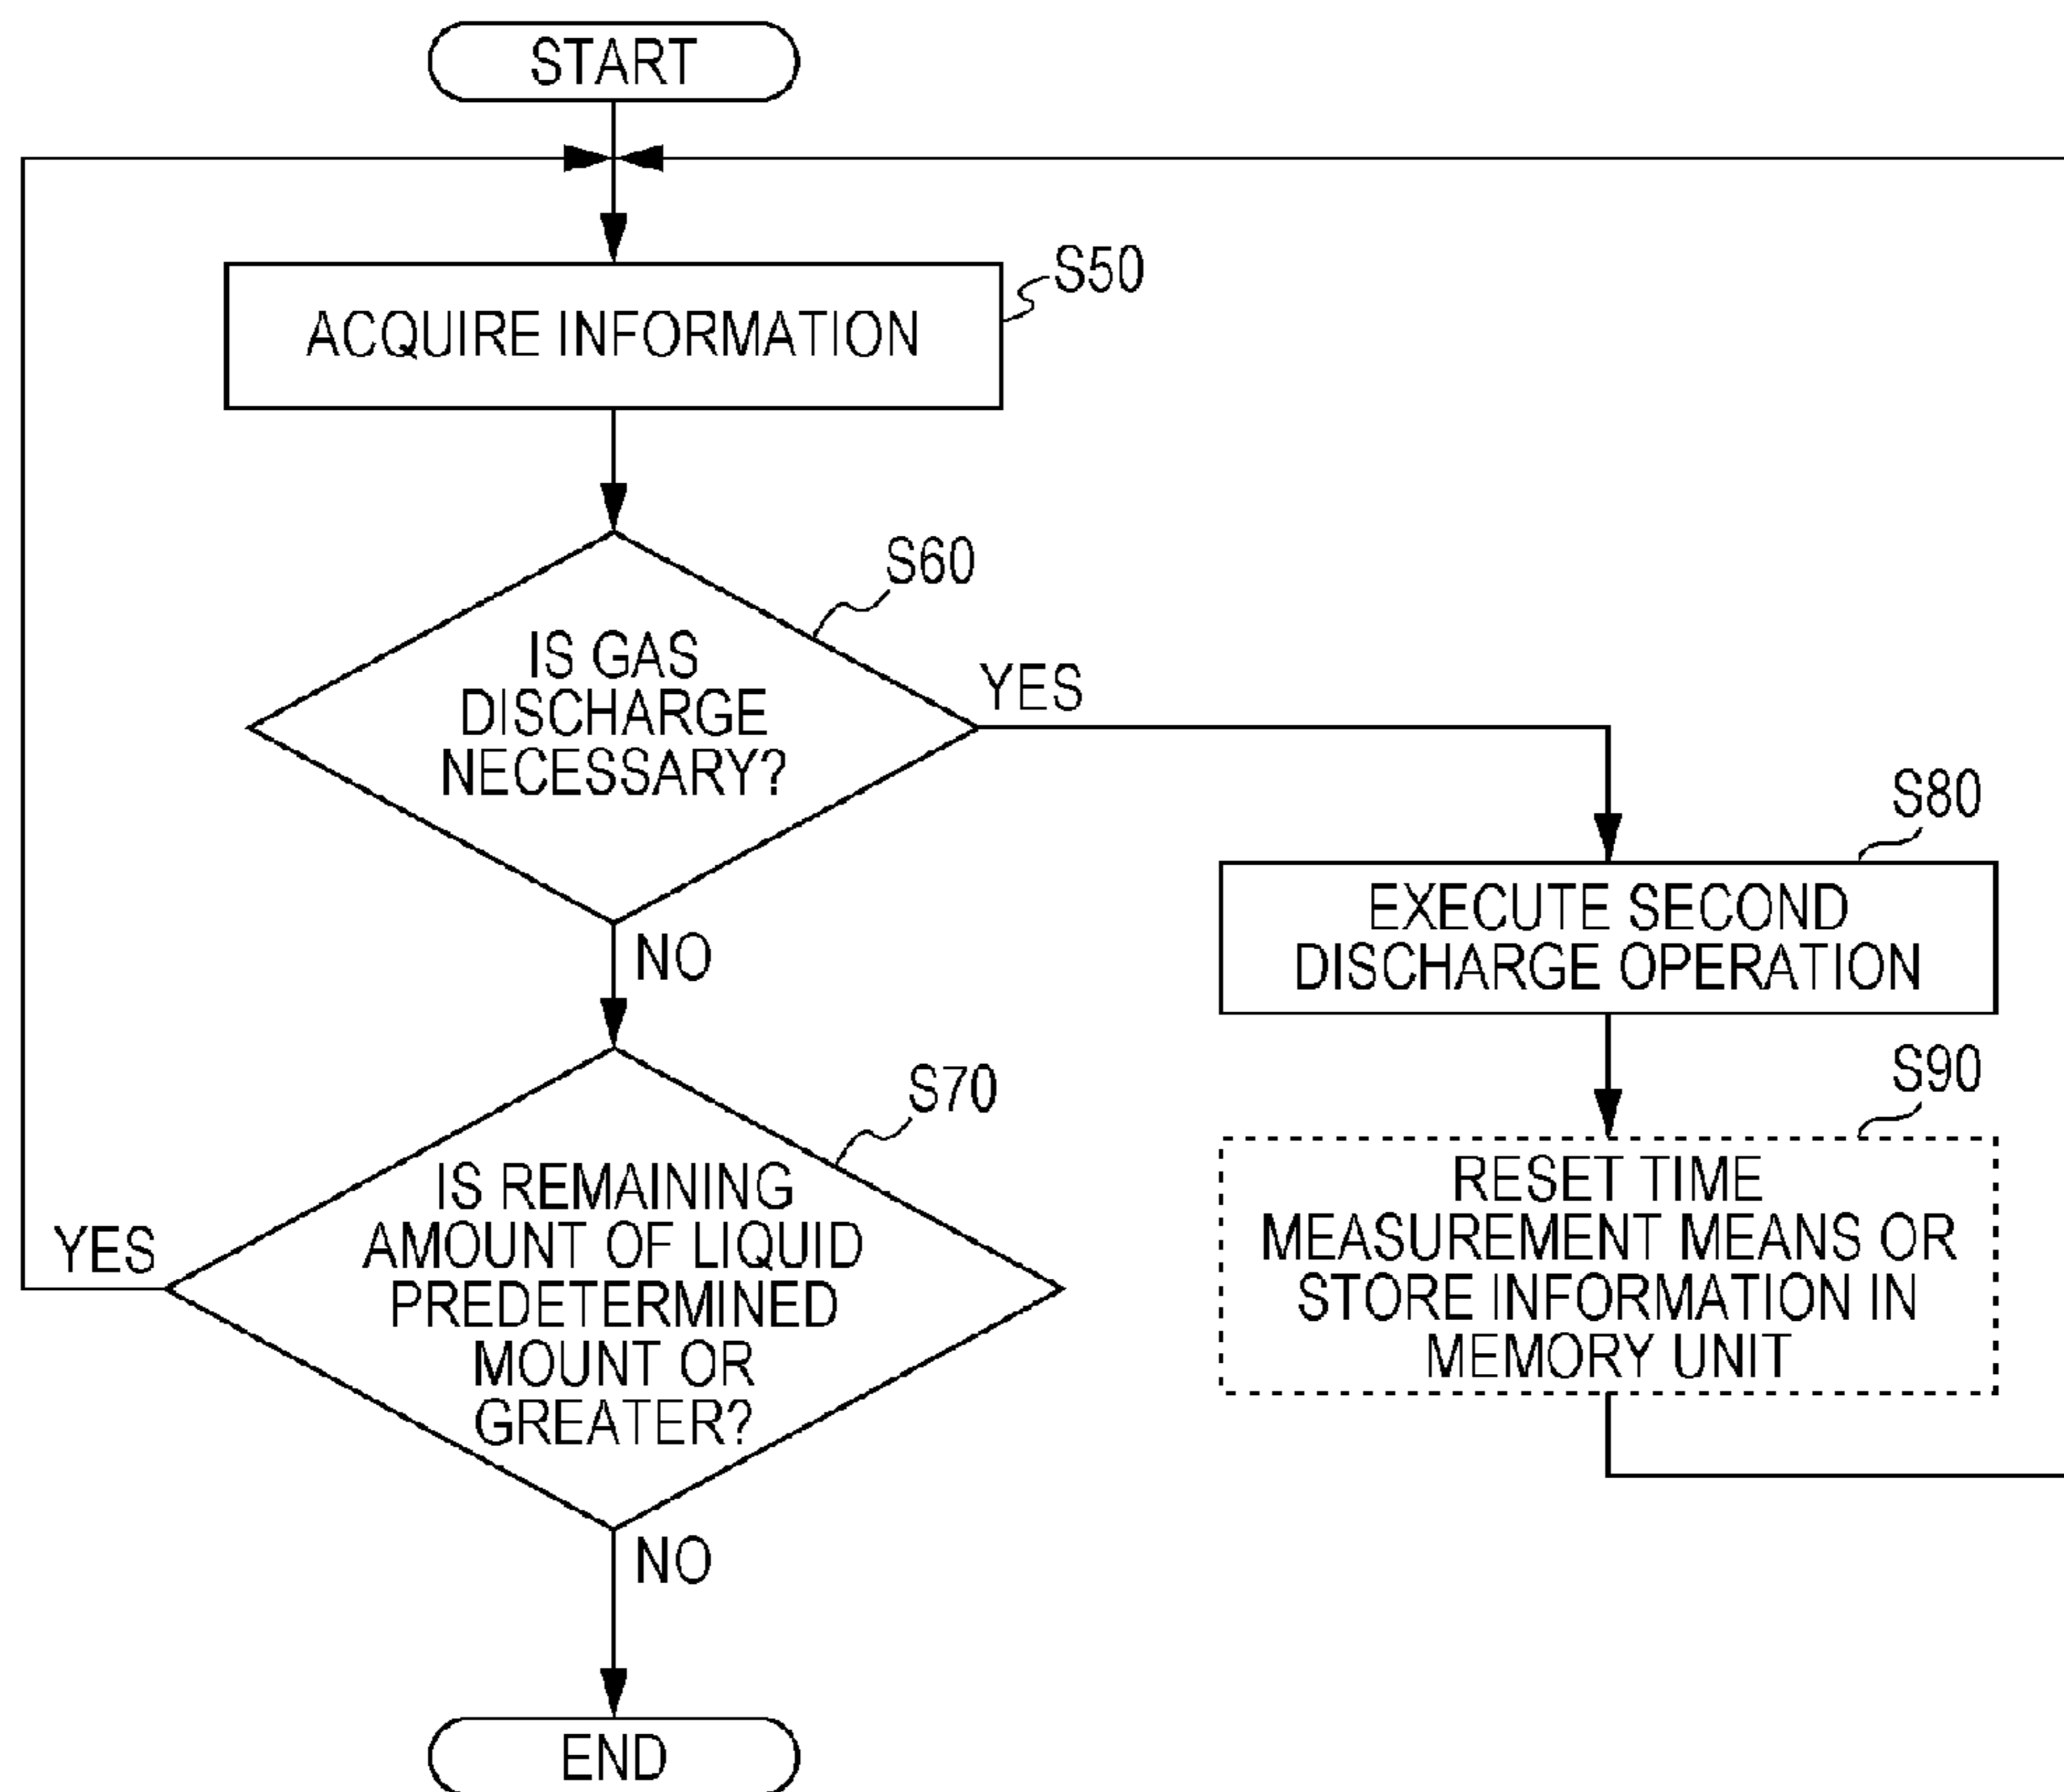 START
ACQUIRE INFORMATION
S50
IS GAS
DISCHARGE
NECESSARY?
S60
YES
NO
IS REMAINING
AMOUNT OF LIQUID
PREDETERMINED
MOUNT OR
GREATER?
S70
YES
NO
END
S80
EXECUTE SECOND
DISCHARGE OPERATION
S90
RESET TIME
MEASUREMENT MEANS OR
STORE INFORMATION IN
MEMORY UNIT